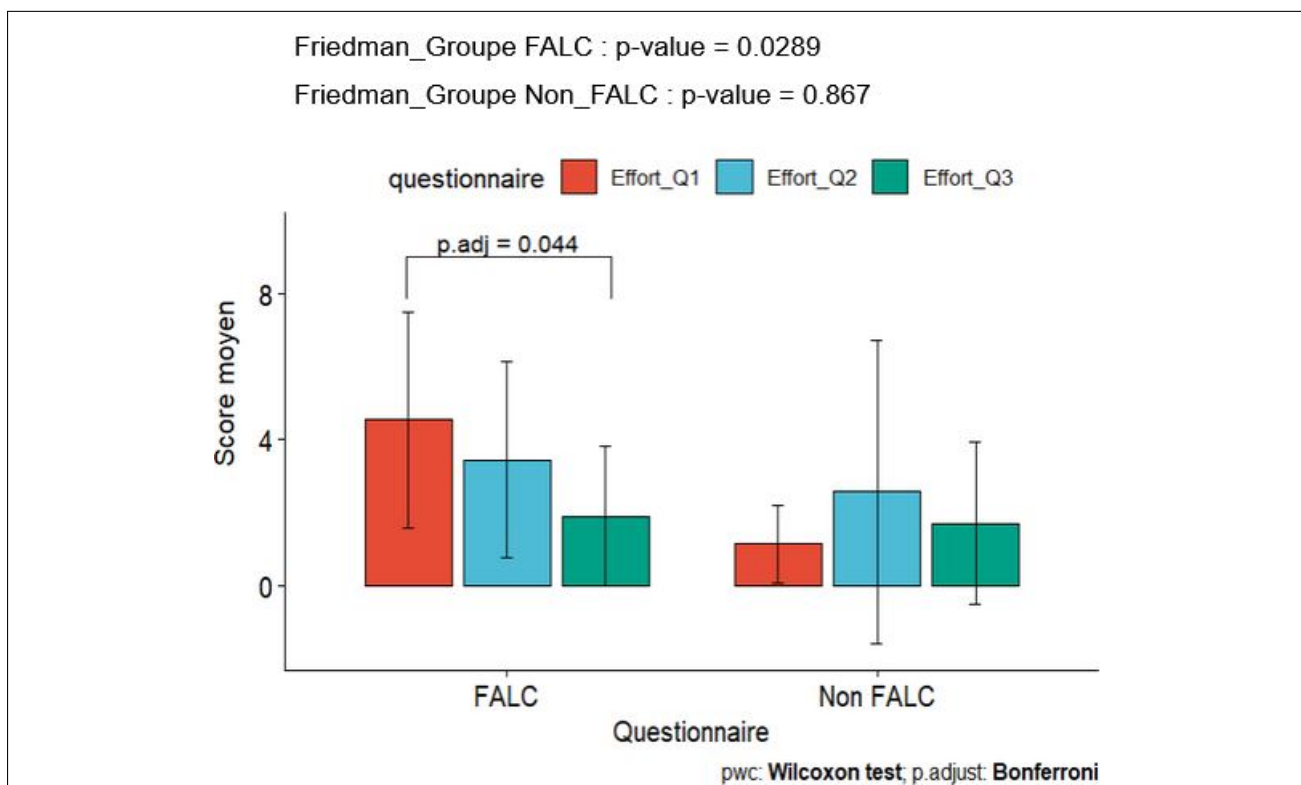 Friedman_Groupe FALC : p-value = 0.0289
Friedman_Groupe Non_FALC : p-value = 0.867
questionnaire Effort_Q1 Effort_Q2 Effort_Q3
p.adj = 0.044
Score moyen
8
4
0
FALC Non FALC
Questionnaire
pwc: Wilcoxon test; p.adjust: Bonferroni